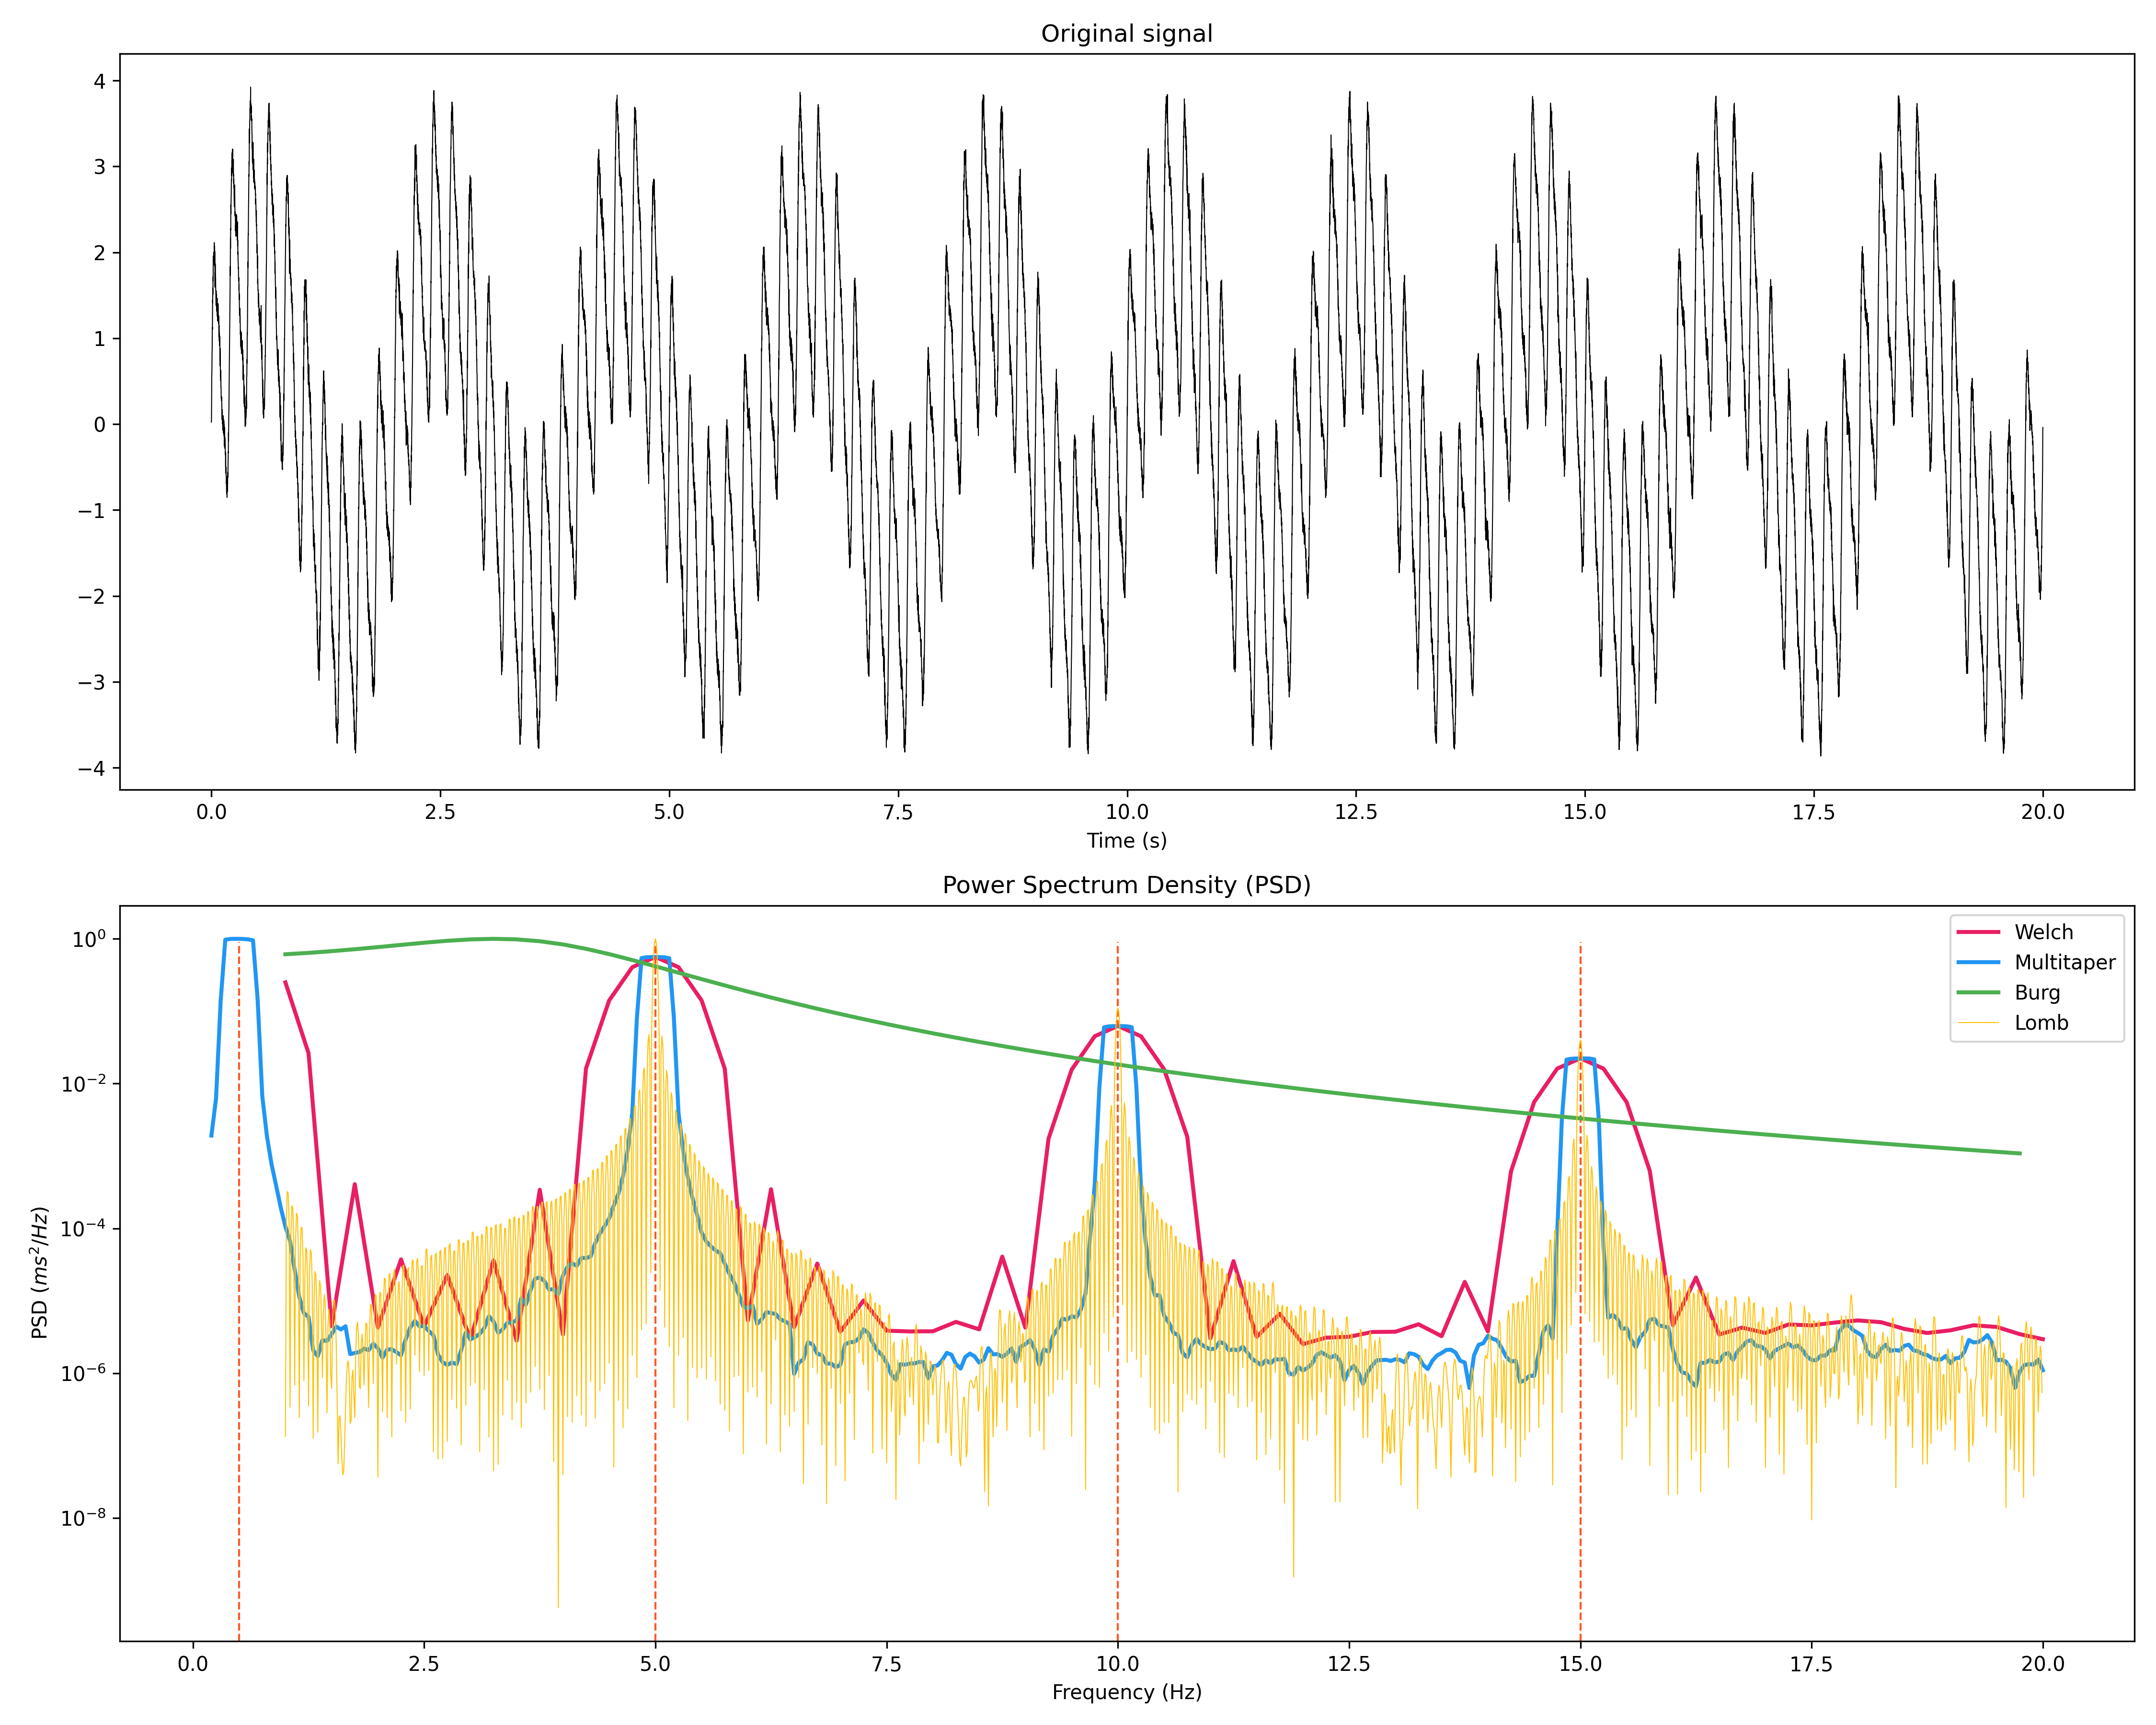 Original signal
4
3
2
1
0
−1
−2
−3
−4
0.0 2.5 5.0 7.5 10.0 12.5 15.0 17.5 20.0
Time (s)
Power Spectrum Density (PSD)
Welch
Multitaper
Burg
Lomb
PSD (ms²/Hz)
10⁰
10⁻²
10⁻⁴
10⁻⁶
10⁻⁸
0.0 2.5 5.0 7.5 10.0 12.5 15.0 17.5 20.0
Frequency (Hz)